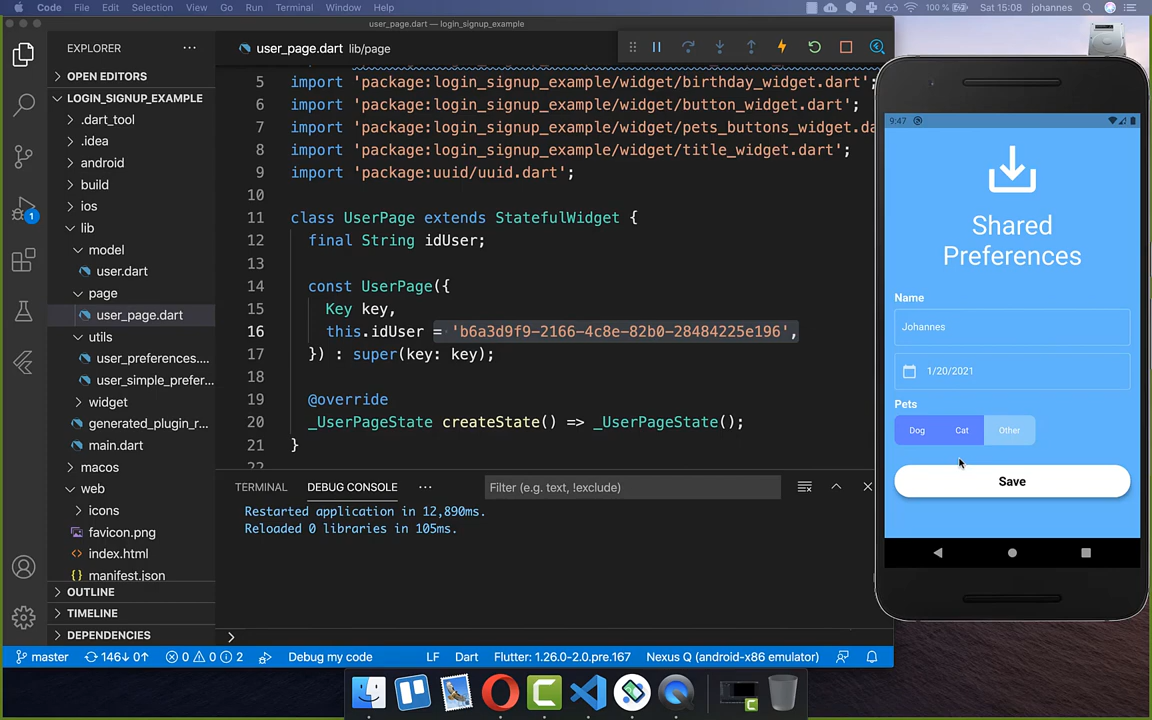 Code File Edit Selection View Go Run Terminal Window Help 100 % Sat 15:08 johannes
user_page.dart — login_signup_example
EXPLORER
OPEN EDITORS
LOGIN_SIGNUP_EXAMPLE
.dart_tool
.idea
android
build
ios
lib
model
user.dart
page
user_page.dart
utils
user_preferences....
user_simple_prefer...
widget
generated_plugin_r...
main.dart
macos
web
icons
favicon.png
index.html
manifest.json
OUTLINE
TIMELINE
DEPENDENCIES
1
user_page.dart lib/page
5 import 'package:login_signup_example/widget/birthday_widget.dart';
6 import 'package:login_signup_example/widget/button_widget.dart';
7 import 'package:login_signup_example/widget/pets_buttons_widget.da
8 import 'package:login_signup_example/widget/title_widget.dart';
9 import 'package:uuid/uuid.dart';
10
11 class UserPage extends StatefulWidget {
12 final String idUser;
13
14 const UserPage({
15 Key key,
16 this.idUser = 'b6a3d9f9-2166-4c8e-82b0-28484225e196',
17 }) : super(key: key);
18
19 @override
20 _UserPageState createState() => _UserPageState();
21 }
22
TERMINAL DEBUG CONSOLE ... Filter (e.g. text, !exclude)
Restarted application in 12,890ms.
Reloaded 0 libraries in 105ms.
master 146↓ 0↑ 0 0 2 Debug my code LF Dart Flutter: 1.26.0-2.0.pre.167 Nexus Q (android-x86 emulator)
9:47
Shared
Preferences
Name
Johannes
1/20/2021
Pets
Dog Cat Other
Save